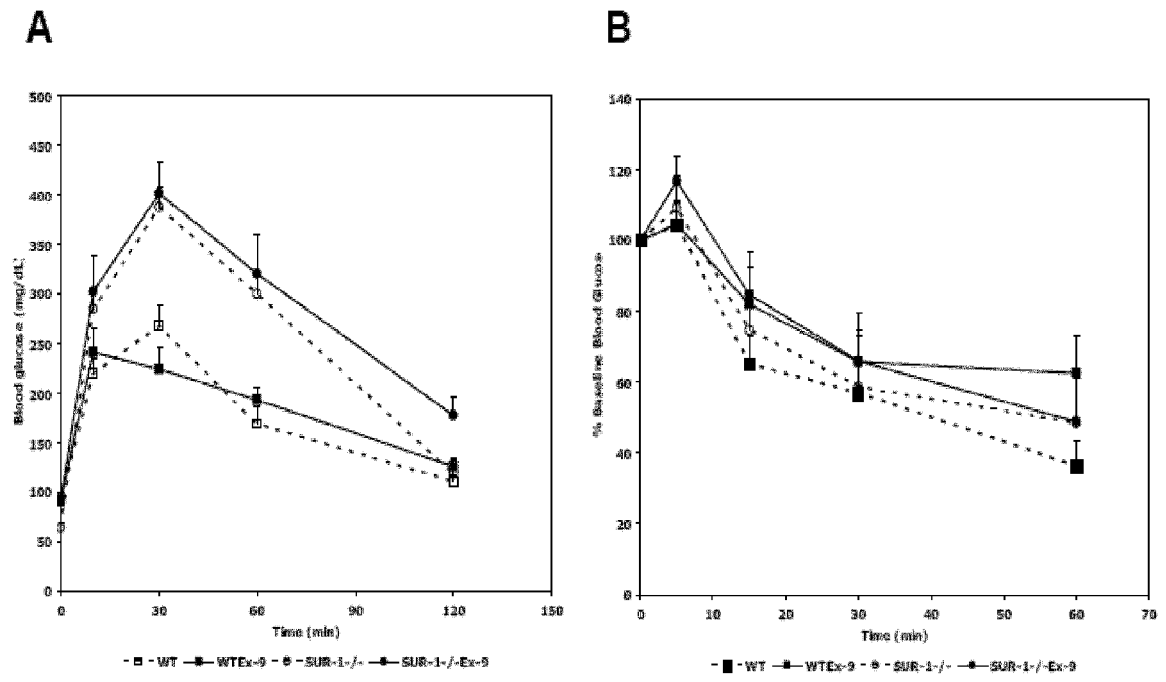 A
B
500
450
400
350
300
250
200
150
100
50
0
Blood glucose (mg/dL)
0
30
60
90
120
150
Time (min)
WT
WTEx-9
SUR-1-/-
SUR-1-/-Ex-9
140
120
100
80
60
40
20
0
% Baseline Blood Glucose
0
10
20
30
40
50
60
70
Time (min)
WT
WTEx-9
SUR-1-/-
SUR-1-/-Ex-9